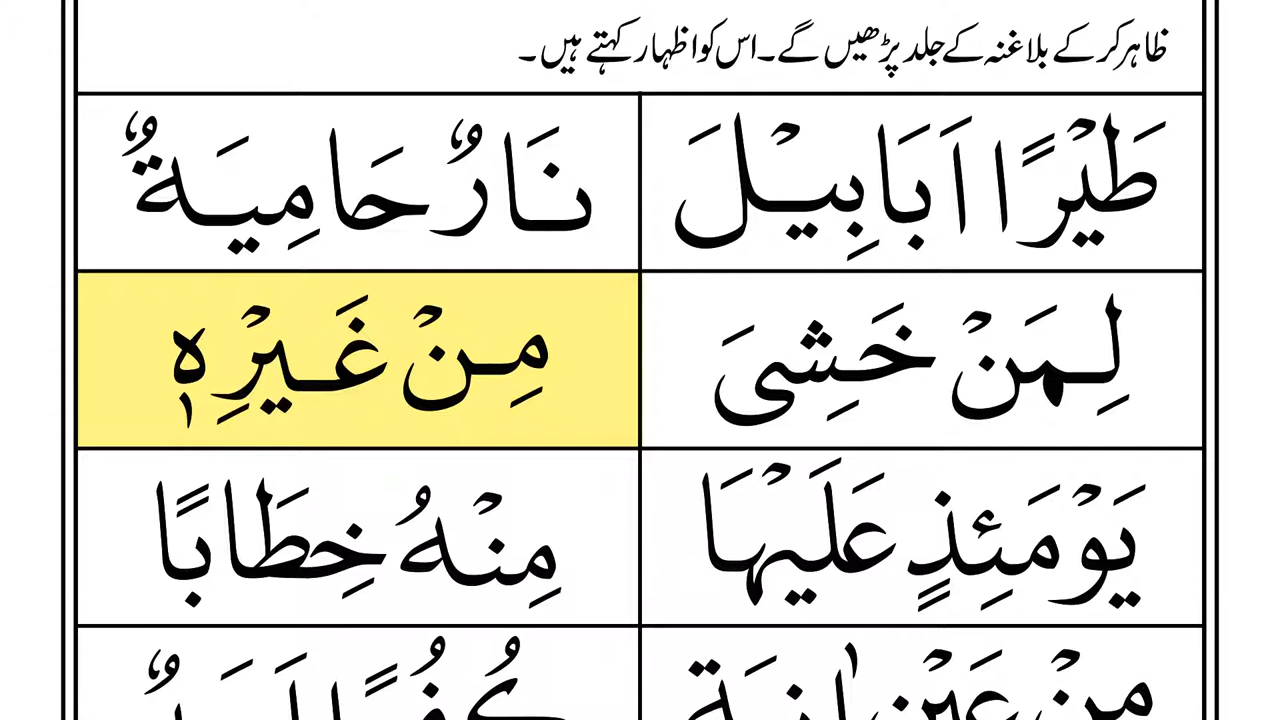 ظاہر کر کے بلا غنہ کے جلد پڑھیں گے۔ اس کو اظہار کہتے ہیں۔
طَيْرًا اَبَابِيْلَ نَارٌ حَامِيَةٌ
لِمَنْ خَشِىَ مِنْ غَيْرِهٖ
يَوْمَئِذٍ عَلَيْهَا مِنْهُ خِطَابًا
مِنْ عَيْنٍ اٰنِيَةٍ كُفُوًا اَحَدٌ